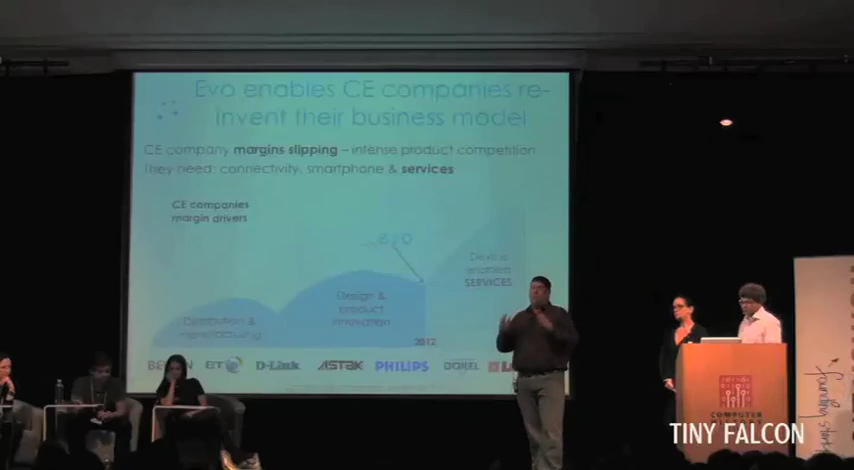 Evo enables CE companies re-
invent their business model
CE company margins slipping – intense product competition
They need: connectivity, smartphone & services
CE companies
margin drivers
Device
enabled
SERVICES
Design &
product
innovation
Distribution &
manufacturing
2012
BT
D-Link
ASTAK
PHILIPS
DOREL
COMPUTER
TINY FALCON